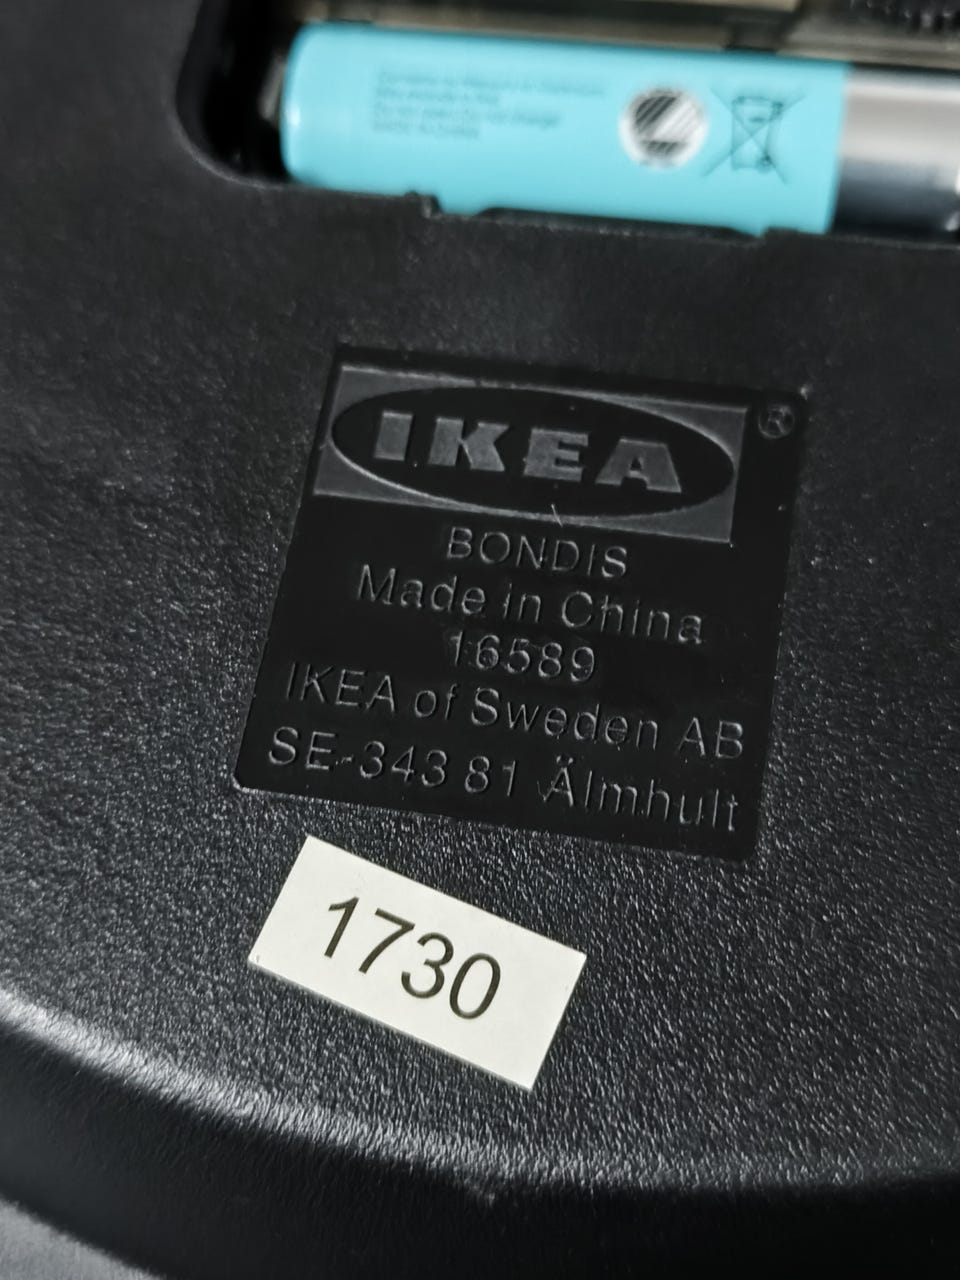 IKEA®
BONDIS
Made in China
16589
IKEA of Sweden AB
SE-343 81 Älmhult
1730